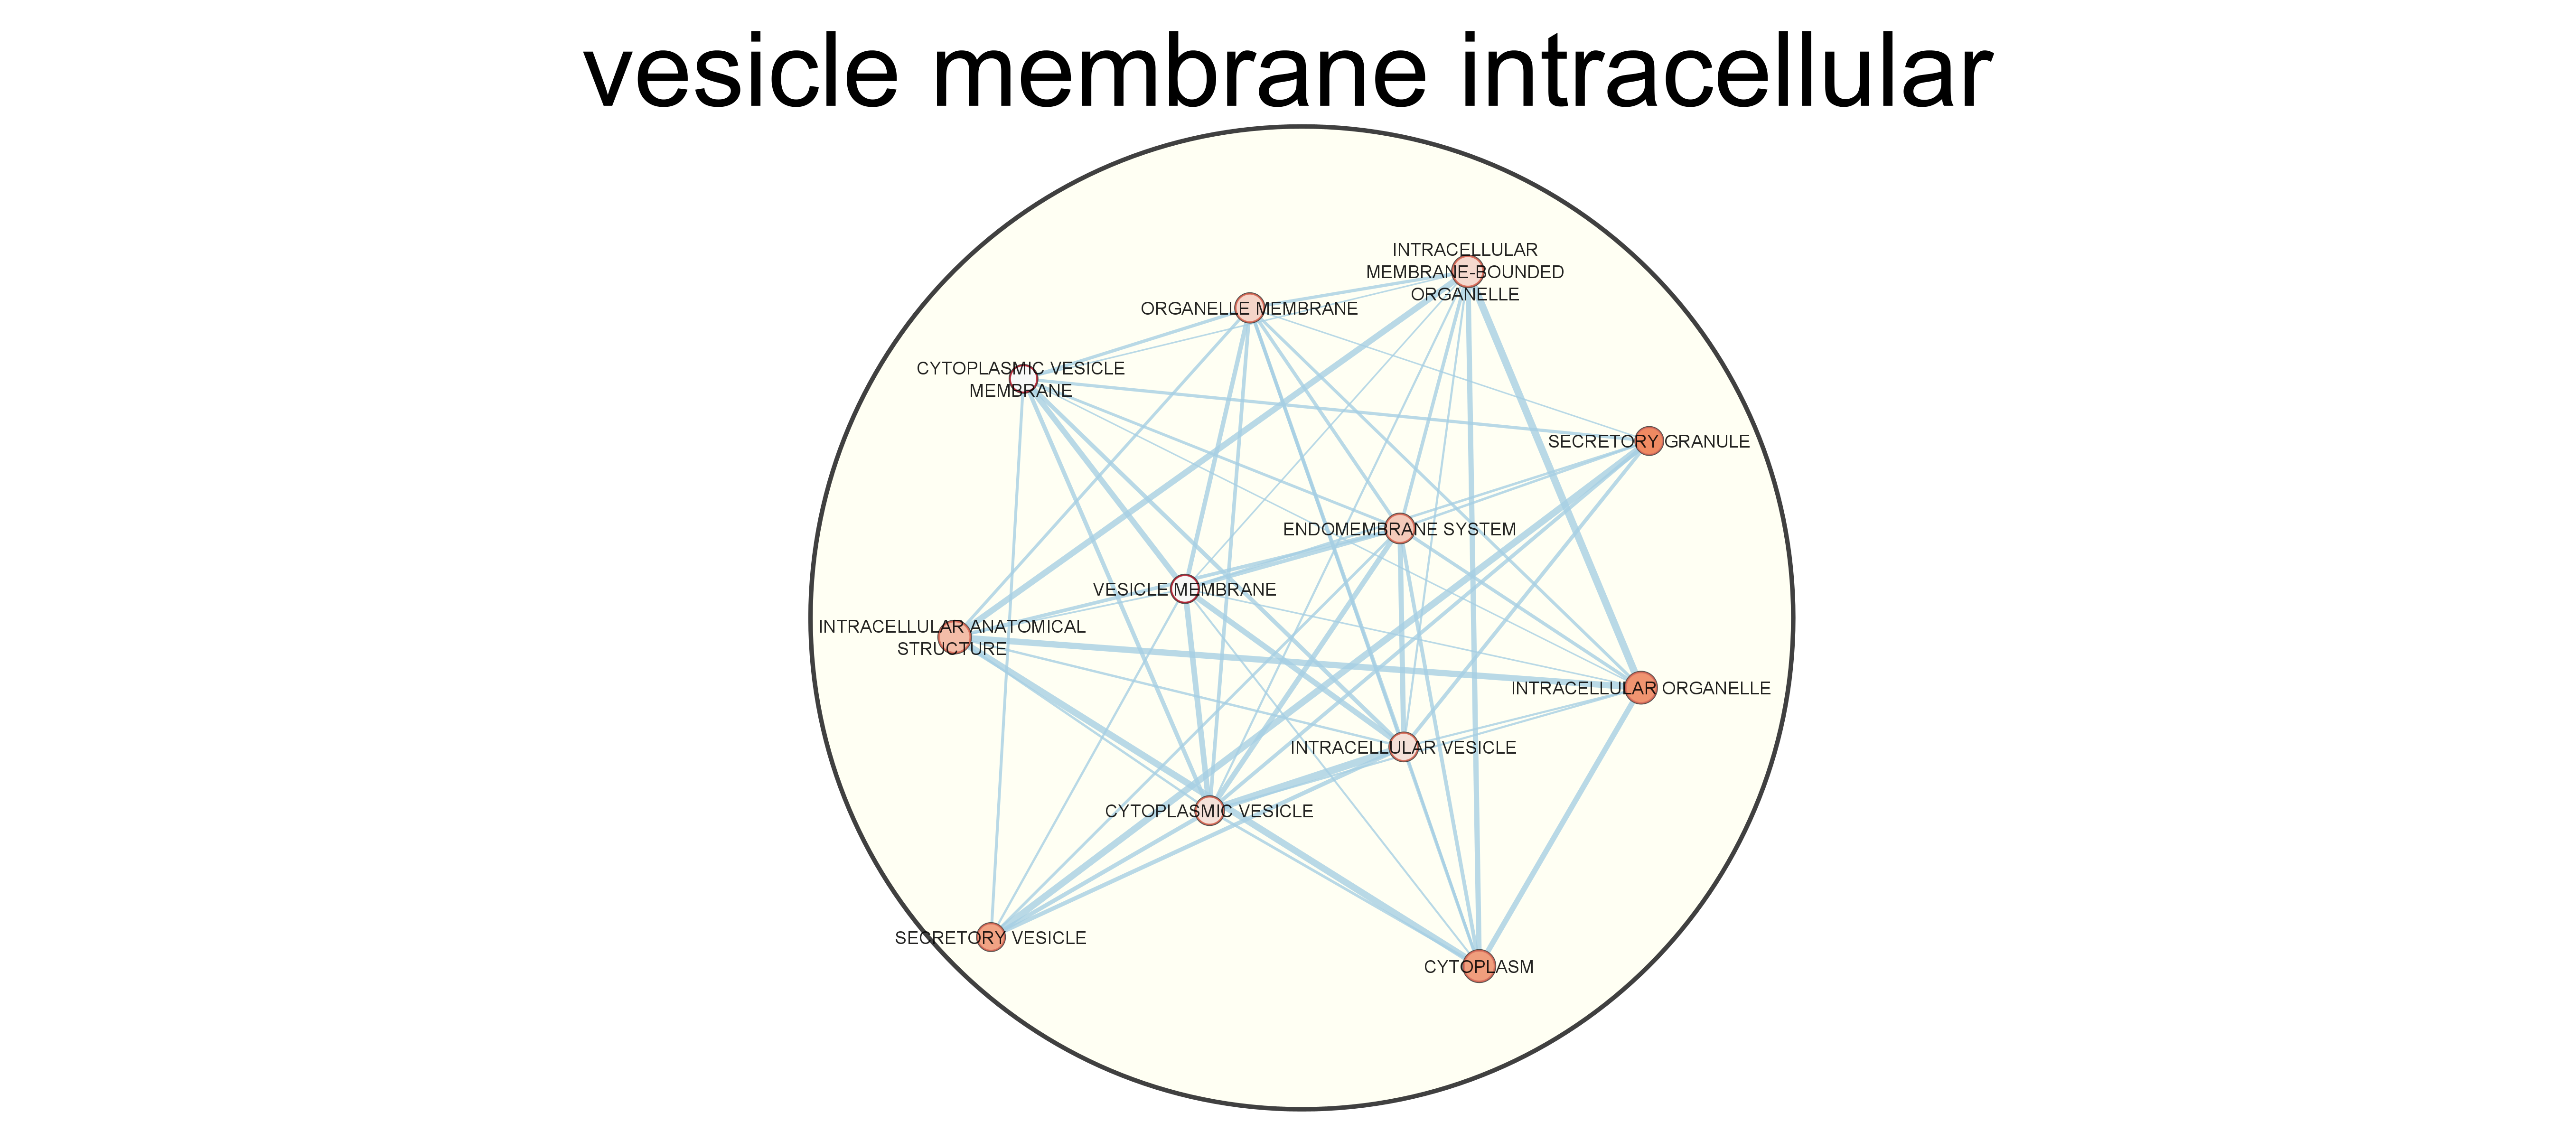 vesicle membrane intracellular
INTRACELLULAR
MEMBRANE-BOUNDED
ORGANELLE
ORGANELLE MEMBRANE
CYTOPLASMIC VESICLE
MEMBRANE
SECRETORY GRANULE
ENDOMEMBRANE SYSTEM
VESICLE MEMBRANE
INTRACELLULAR ANATOMICAL
STRUCTURE
INTRACELLULAR ORGANELLE
INTRACELLULAR VESICLE
CYTOPLASMIC VESICLE
SECRETORY VESICLE
CYTOPLASM